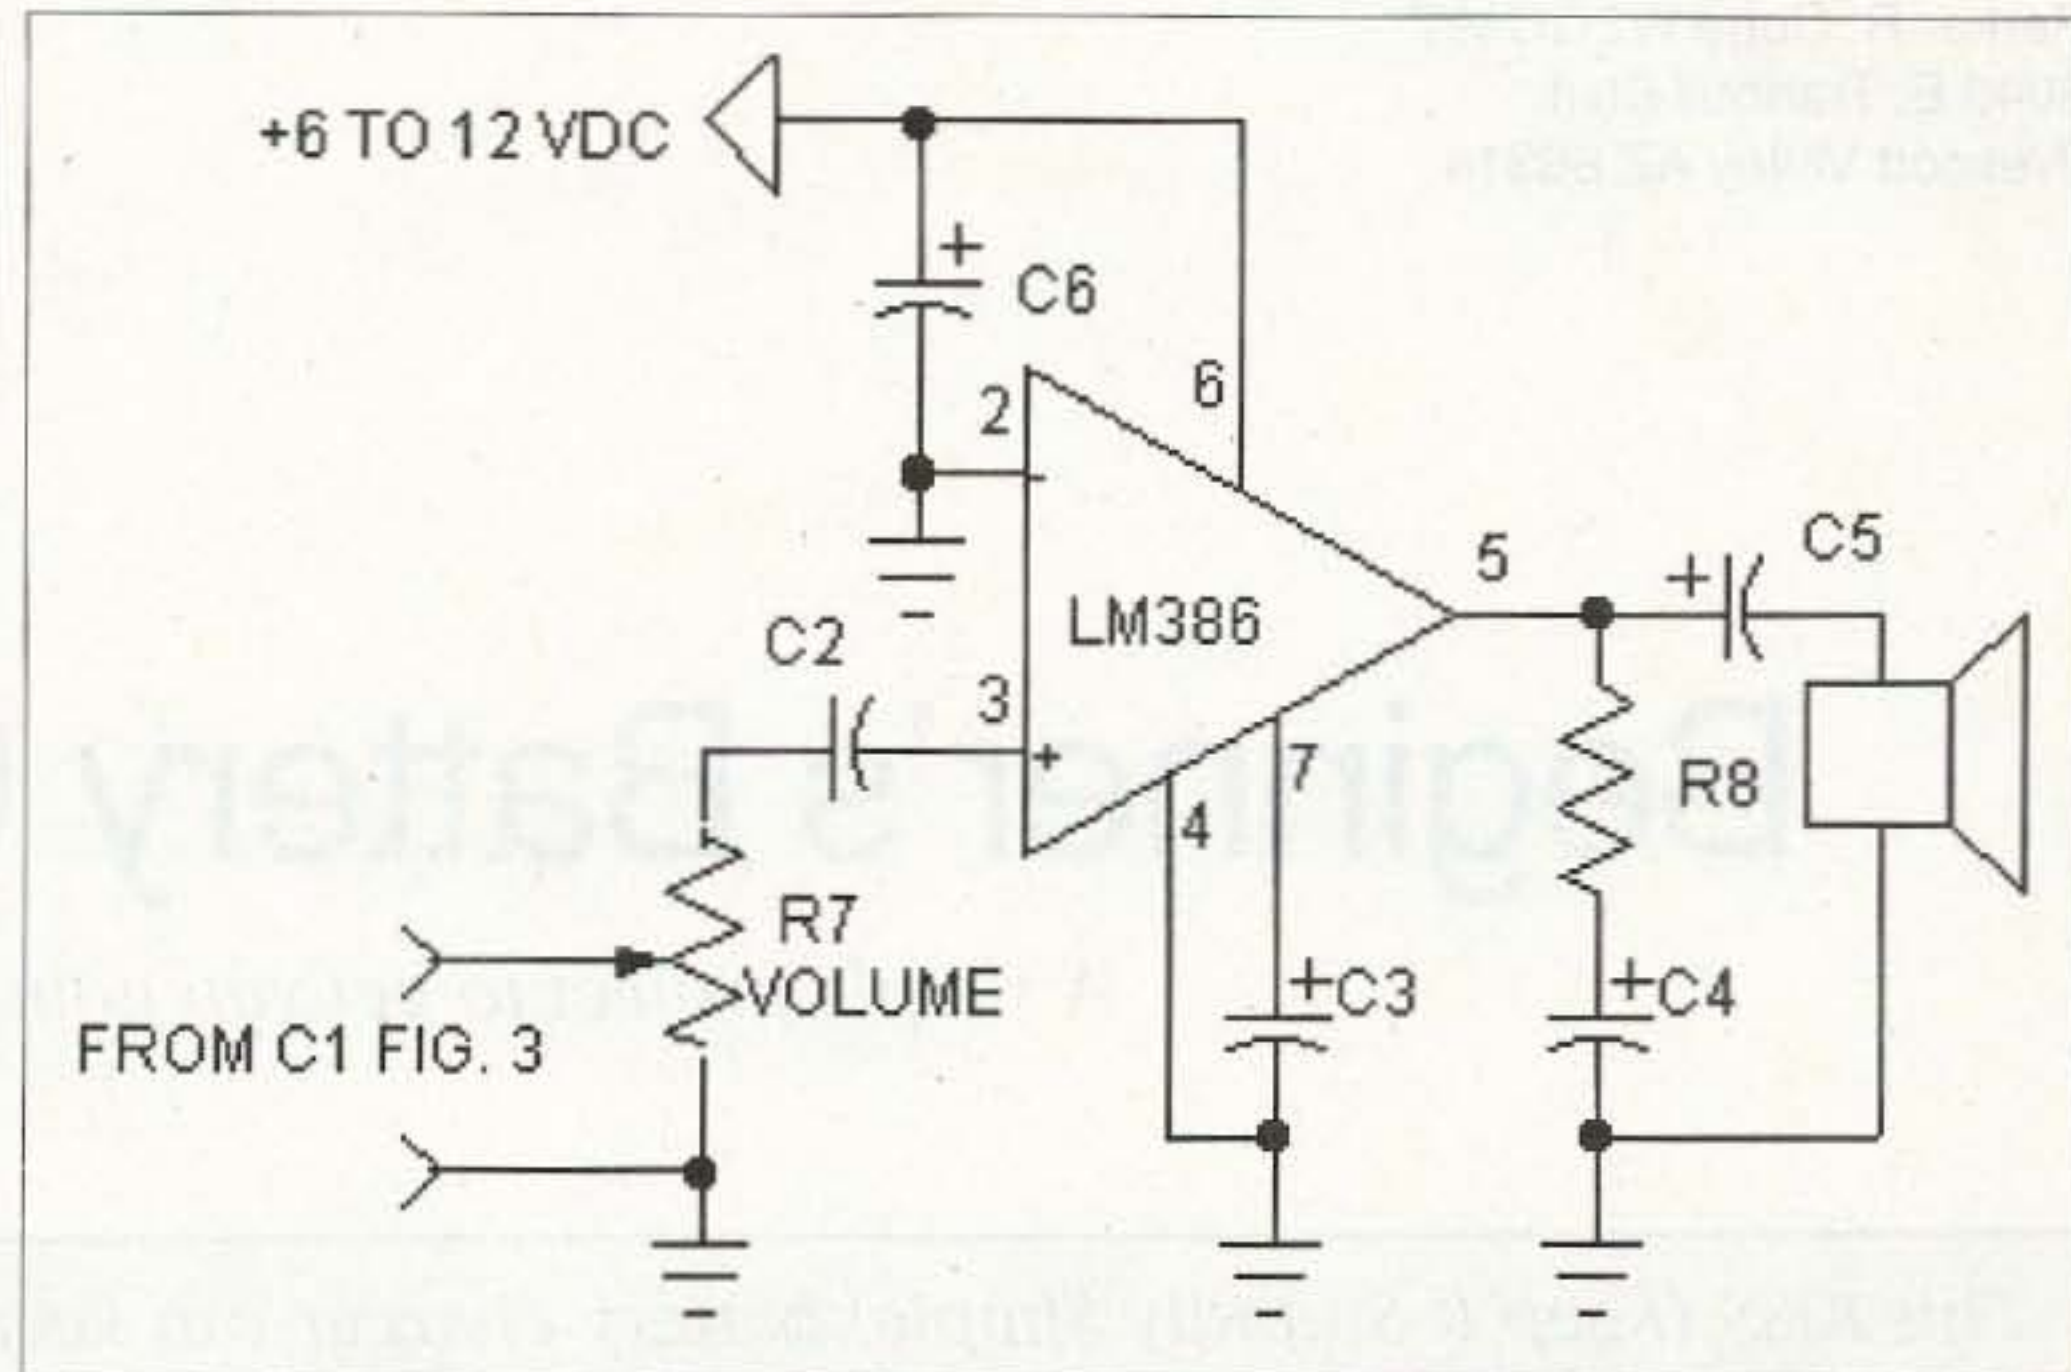 +6 TO 12 VDC
+
C6
2
6
-
5
C5
+
LM386
C2
3
+
7
4
R8
R7
VOLUME
+C3
+C4
FROM C1 FIG. 3